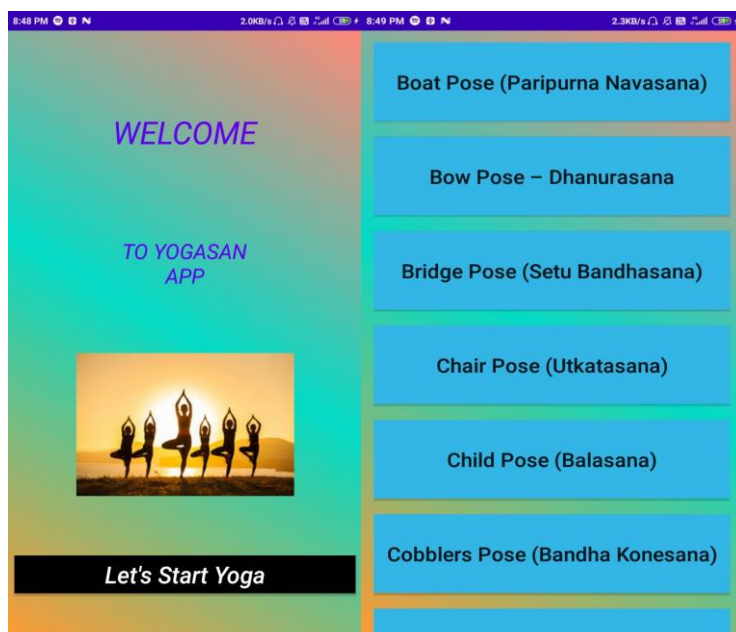 8:48 PM
2.0KB/s
WELCOME
TO YOGASAN
APP
Let's Start Yoga
8:49 PM
2.3KB/s
Boat Pose (Paripurna Navasana)
Bow Pose – Dhanurasana
Bridge Pose (Setu Bandhasana)
Chair Pose (Utkatasana)
Child Pose (Balasana)
Cobblers Pose (Bandha Konesana)